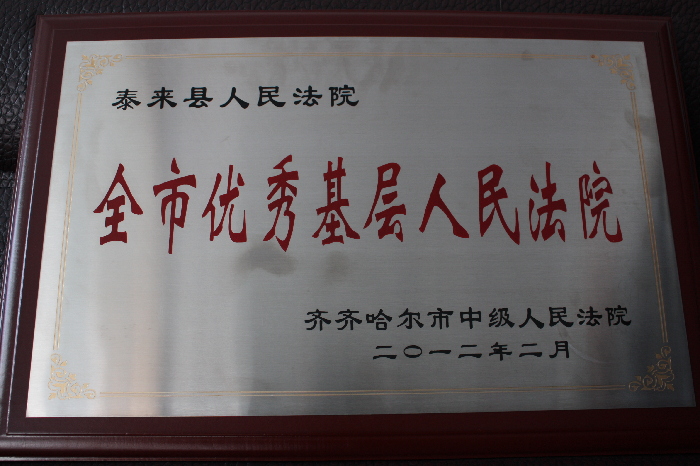 泰来县人民法院
全市优秀基层人民法院
齐齐哈尔市中级人民法院
二〇一二年二月